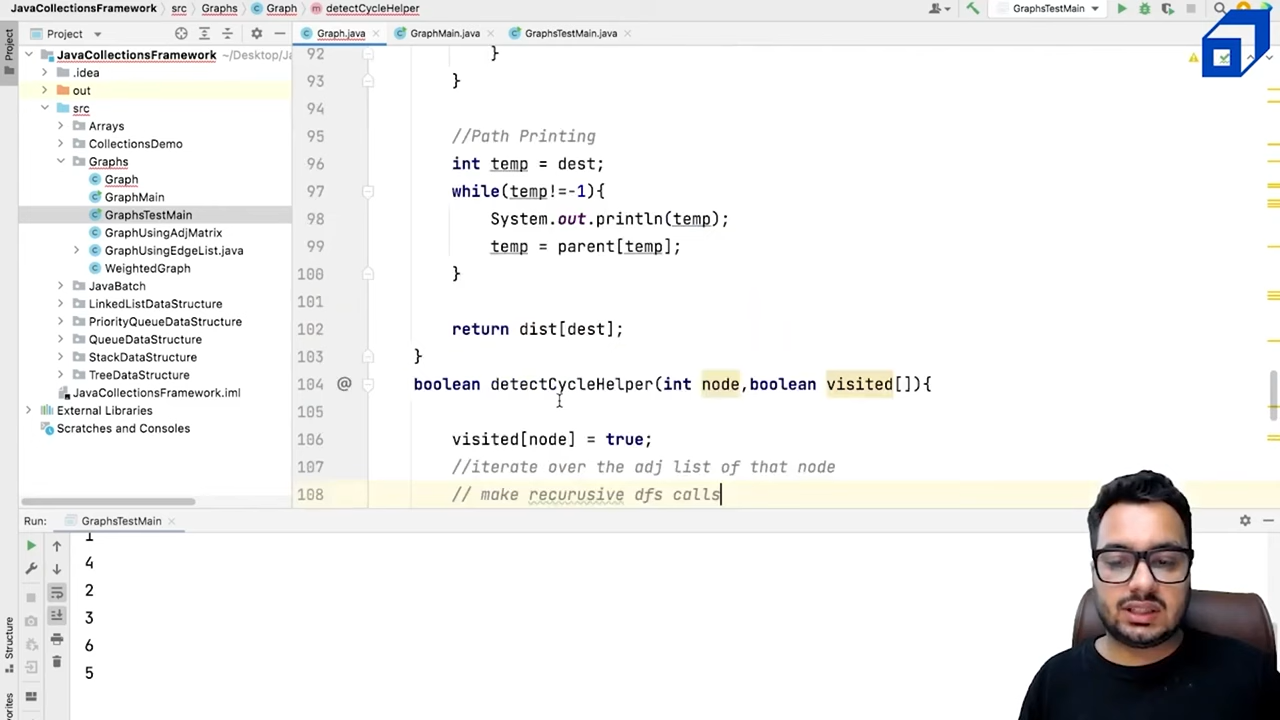 JavaCollectionsFramework src Graphs Graph detectCycleHelper
GraphsTestMain
Project
Graph.java
GraphMain.java
GraphsTestMain.java
Project
JavaCollectionsFramework ~/Desktop/Ja
.idea
out
src
Arrays
CollectionsDemo
Graphs
Graph
GraphMain
GraphsTestMain
GraphUsingAdjMatrix
GraphUsingEdgeList.java
WeightedGraph
JavaBatch
LinkedListDataStructure
PriorityQueueDataStructure
QueueDataStructure
StackDataStructure
TreeDataStructure
JavaCollectionsFramework.iml
External Libraries
Scratches and Consoles
92 }
93 }
94
95 //Path Printing
96 int temp = dest;
97 while(temp!=-1){
98 System.out.println(temp);
99 temp = parent[temp];
100 }
101
102 return dist[dest];
103 }
104 @ boolean detectCycleHelper(int node,boolean visited[]){
105
106 visited[node] = true;
107 //iterate over the adj list of that node
108 // make recurusive dfs calls
Run: GraphsTestMain
1
4
2
3
6
5
Structure